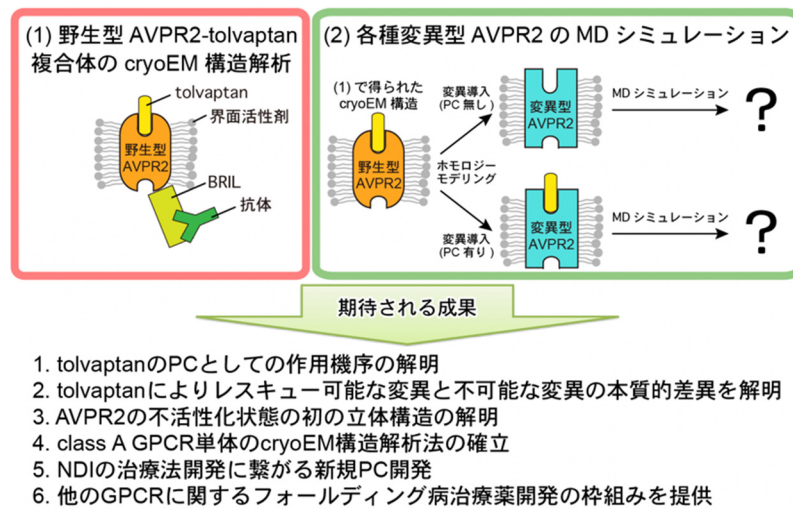 (1) 野生型 AVPR2-tolvaptan
複合体の cryoEM 構造解析
tolvaptan
界面活性剤
野生型
AVPR2
BRIL
抗体
(2) 各種変異型 AVPR2 の MD シミュレーション
(1) で得られた
cryoEM 構造
野生型
AVPR2
変異導入
(PC 無し)
ホモロジー
モデリング
変異導入
(PC 有り)
変異型
AVPR2
MD シミュレーション
?
変異型
AVPR2
MD シミュレーション
?
期待される成果
1. tolvaptanのPCとしての作用機序の解明
2. tolvaptanによりレスキュー可能な変異と不可能な変異の本質的差異を解明
3. AVPR2の不活性化状態の初の立体構造の解明
4. class A GPCR単体のcryoEM構造解析法の確立
5. NDIの治療法開発に繋がる新規PC開発
6. 他のGPCRに関するフォールディング病治療薬開発の枠組みを提供